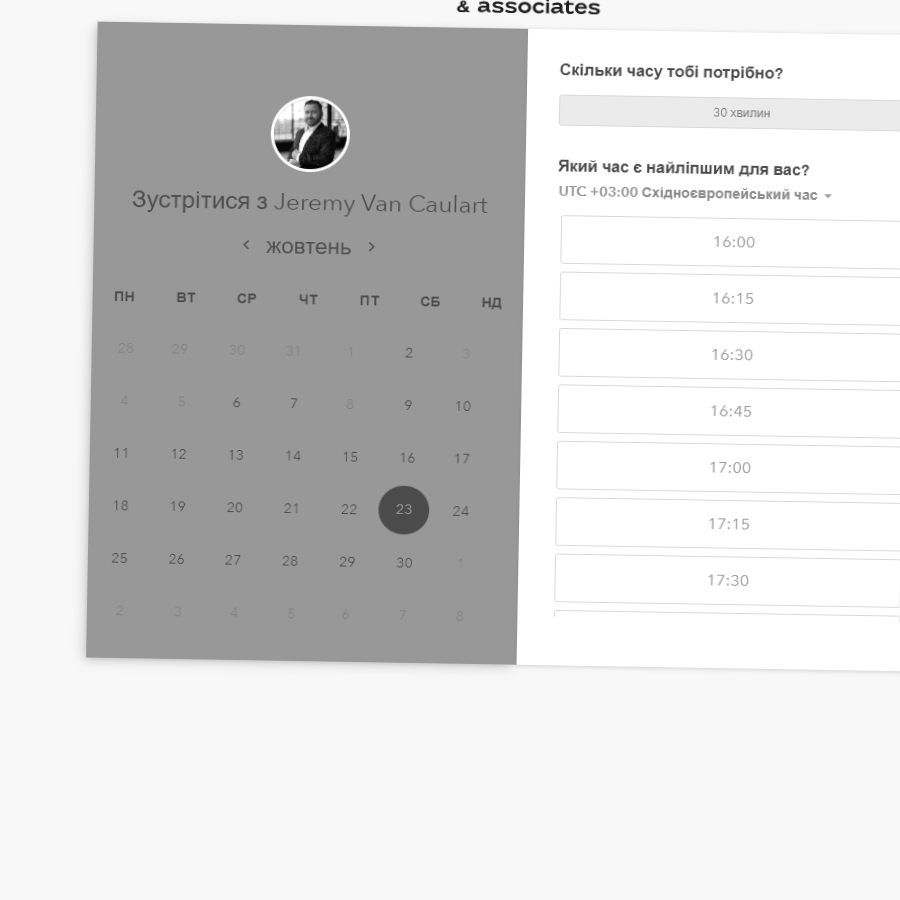 & associates
Зустрітися з Jeremy Van Caulart
жовтень
ПН ВТ СР ЧТ ПТ СБ НД
28 29 30 31 1 2 3
4 5 6 7 8 9 10
11 12 13 14 15 16 17
18 19 20 21 22 23 24
25 26 27 28 29 30 1
2 3 4 5 6 7 8
Скільки часу тобі потрібно?
30 хвилин
Який час є найліпшим для вас?
UTC +03:00 Східноєвропейський час
16:00
16:15
16:30
16:45
17:00
17:15
17:30